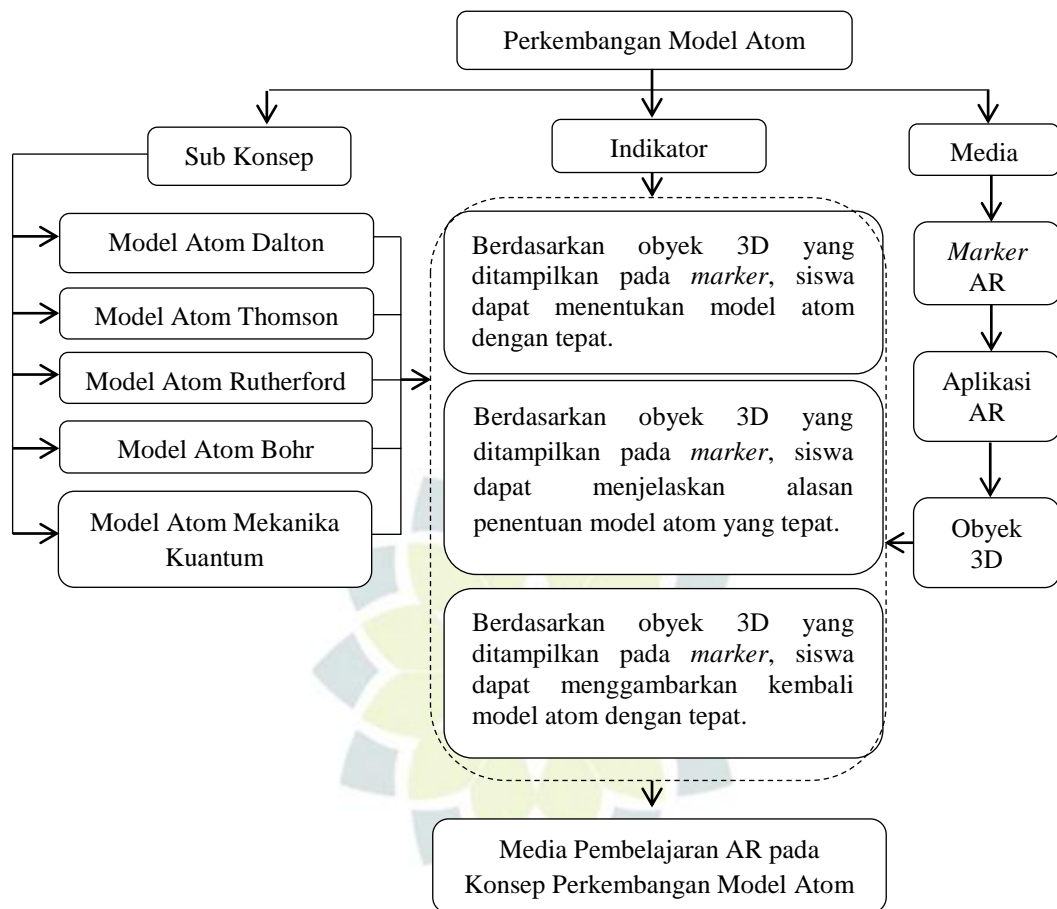 Perkembangan Model Atom
Sub Konsep
Indikator
Media
Model Atom Dalton
Model Atom Thomson
Model Atom Rutherford
Model Atom Bohr
Model Atom Mekanika
Kuantum
Berdasarkan obyek 3D yang
ditampilkan pada marker, siswa
dapat menentukan model atom
dengan tepat.
Berdasarkan obyek 3D yang
ditampilkan pada marker, siswa
dapat menjelaskan alasan
penentuan model atom yang tepat.
Berdasarkan obyek 3D yang
ditampilkan pada marker, siswa
dapat menggambarkan kembali
model atom dengan tepat.
Marker
AR
Aplikasi
AR
Obyek
3D
Media Pembelajaran AR pada
Konsep Perkembangan Model Atom